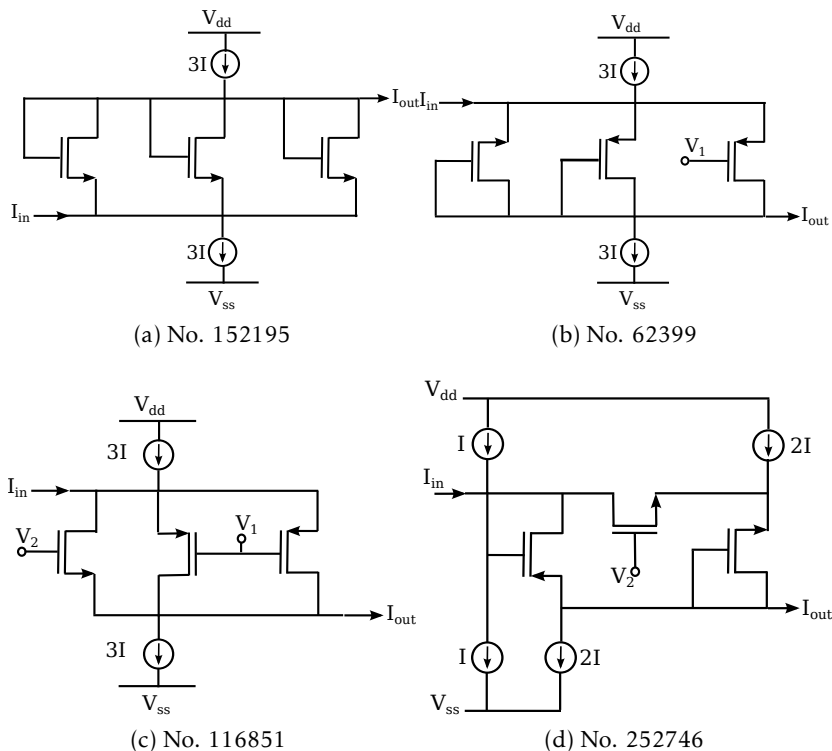 V_dd
3I
I_out
I_in
3I
V_ss
(a) No. 152195
V_dd
3I
I_in
V_1
I_out
3I
V_ss
(b) No. 62399
V_dd
3I
I_in
V_2
V_1
I_out
3I
V_ss
(c) No. 116851
V_dd
I
2I
I_in
V_2
I_out
I
2I
V_ss
(d) No. 252746